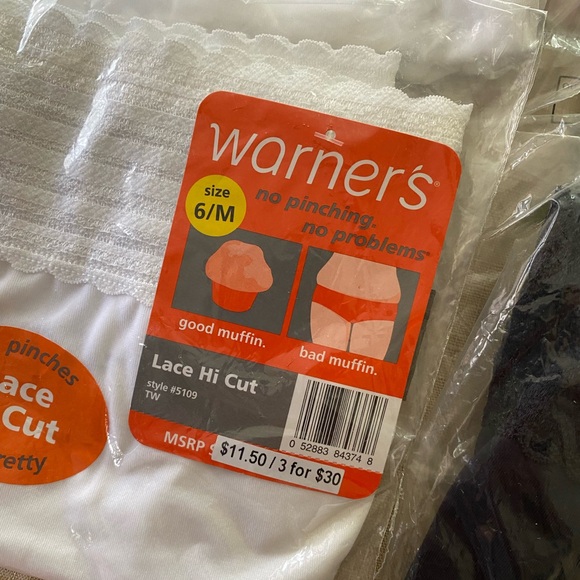 warner's®
size
6/M
no pinching.
no problems®
good muffin.
bad muffin.
Lace Hi Cut
style #5109
TW
0 52883 84374 8
MSRP
$11.50 / 3 for $30
pinches
ace
Cut
retty